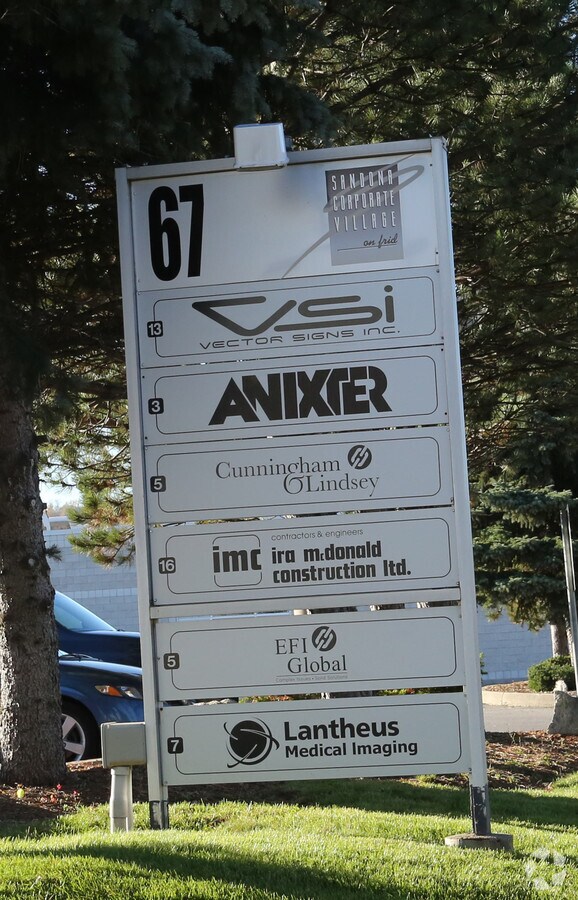 67
SANDONA
CORPORATE
VILLAGE
on frid
13
VSi
VECTOR SIGNS INC.
3
ANIXTER
5
Cunningham
& Lindsey
contractors & engineers
16
imc
ira mcdonald
construction ltd.
5
EFI
Global
7
Lantheus
Medical Imaging